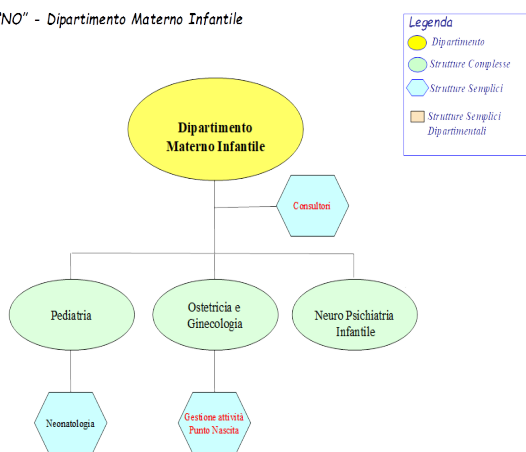 "NO" - Dipartimento Materno Infantile
Legenda
Dipartimento
Strutture Complesse
Strutture Semplici
Strutture Semplici
Dipartimentali
Dipartimento
Materno Infantile
Consultori
Pediatria
Ostetricia e
Ginecologia
Neuro Psichiatria
Infantile
Neonatologia
Gestione attività
Punto Nascita